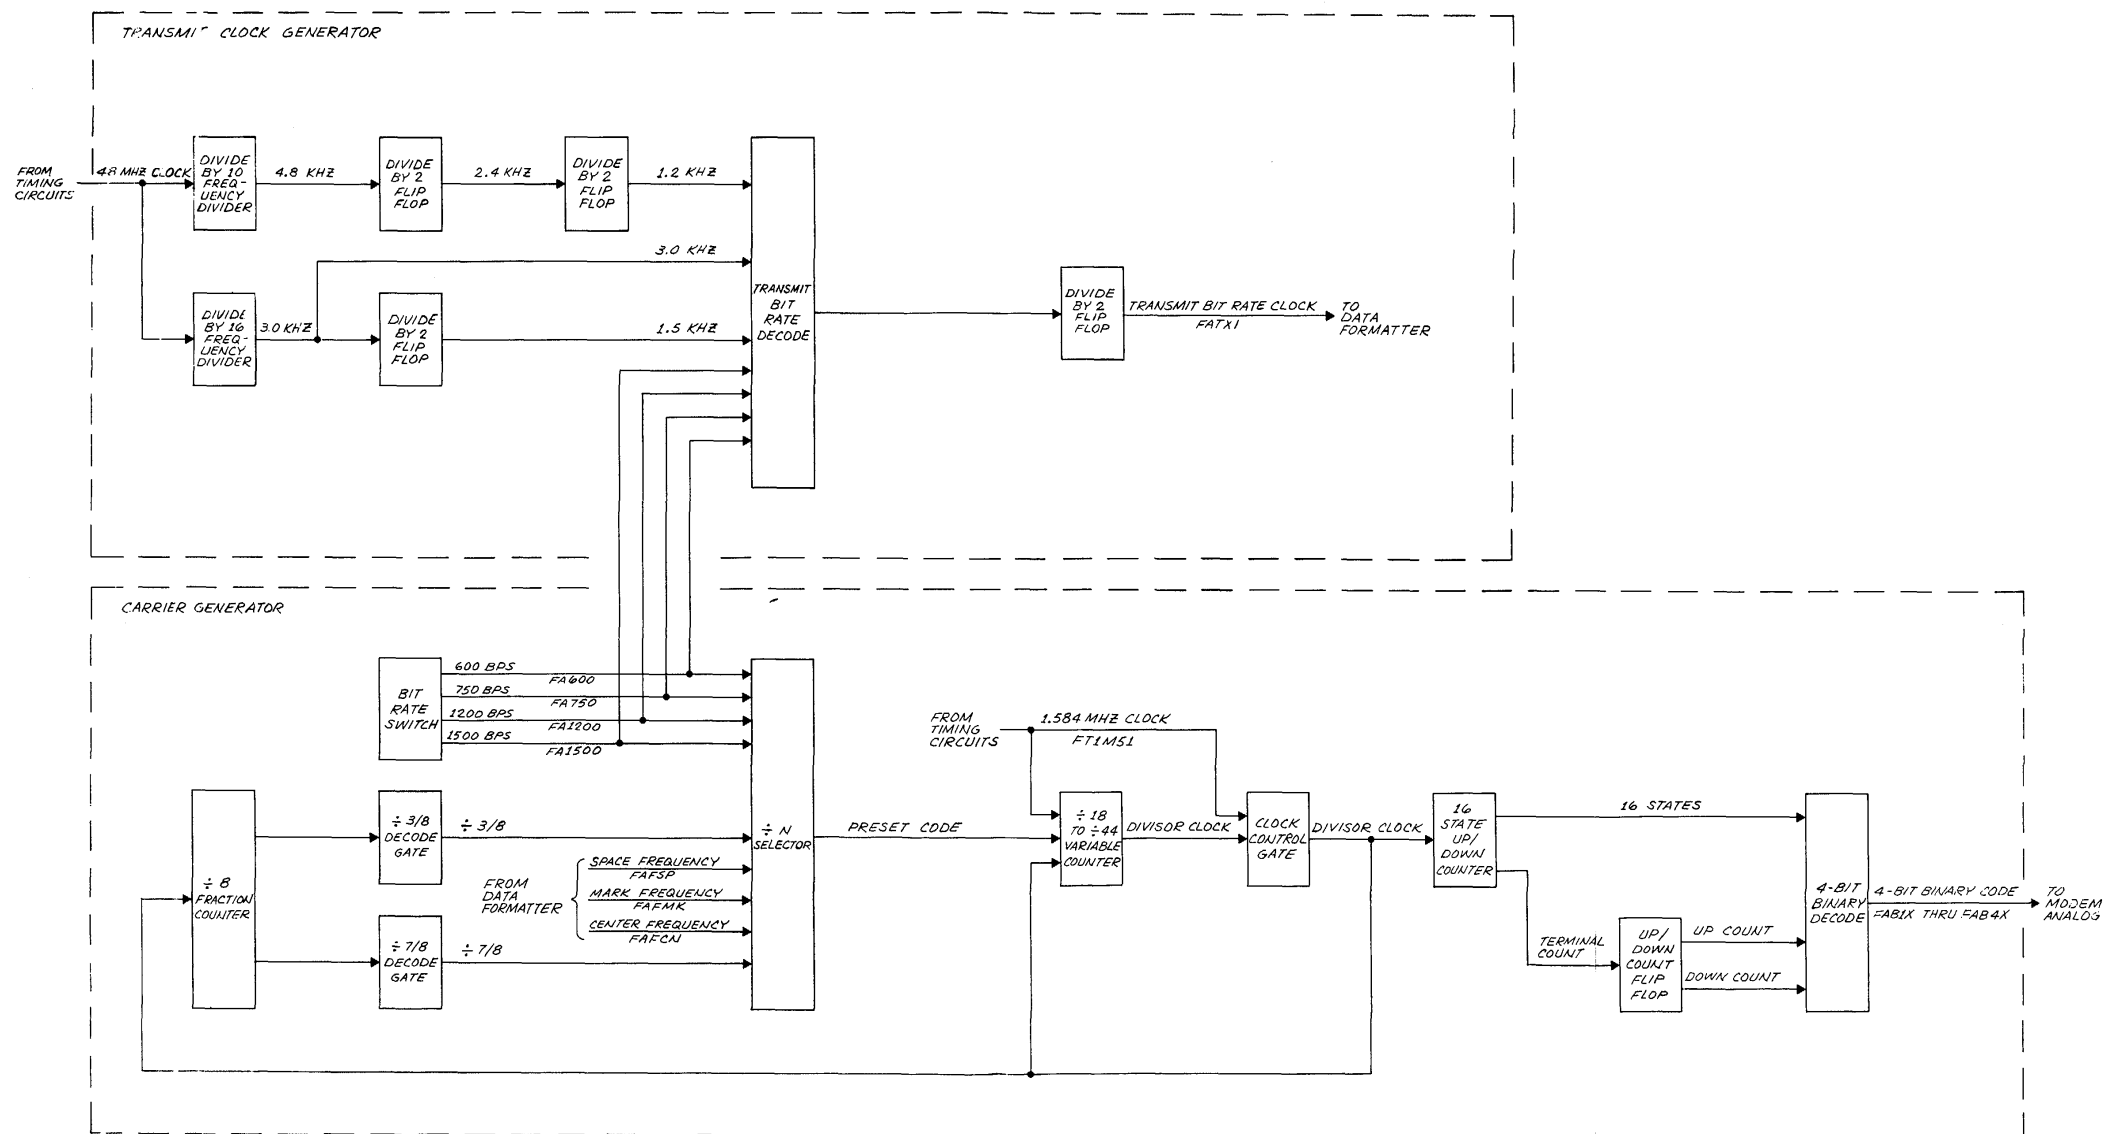 TRANSMIT CLOCK GENERATOR
FROM
TIMING
CIRCUITS
48 MHZ CLOCK
DIVIDE
BY 10
FREQ-
UENCY
DIVIDER
4.8 KHZ
DIVIDE
BY 2
FLIP
FLOP
2.4 KHZ
DIVIDE
BY 2
FLIP
FLOP
1.2 KHZ
3.0 KHZ
DIVIDE
BY 16
FREQ-
UENCY
DIVIDER
3.0 KHZ
DIVIDE
BY 2
FLIP
FLOP
1.5 KHZ
TRANSMIT
BIT
RATE
DECODE
DIVIDE
BY 2
FLIP
FLOP
TRANSMIT BIT RATE CLOCK
FATX1
TO
DATA
FORMATTER
CARRIER GENERATOR
BIT
RATE
SWITCH
600 BPS
FA600
750 BPS
FA750
1200 BPS
FA1200
1500 BPS
FA1500
÷ 8
FRACTION
COUNTER
÷ 3/8
DECODE
GATE
÷ 3/8
FROM
DATA
FORMATTER
SPACE FREQUENCY
FAFSP
MARK FREQUENCY
FAFMK
CENTER FREQUENCY
FAFCN
÷ 7/8
DECODE
GATE
÷ 7/8
÷ N
SELECTOR
PRESET CODE
FROM
TIMING
CIRCUITS
1.584 MHZ CLOCK
FT1M51
÷ 18
TO ÷ 44
VARIABLE
COUNTER
DIVISOR CLOCK
CLOCK
CONTROL
GATE
DIVISOR CLOCK
16
STATE
UP/
DOWN
COUNTER
16 STATES
TERMINAL
COUNT
UP/
DOWN
COUNT
FLIP
FLOP
UP COUNT
DOWN COUNT
4-BIT
BINARY
DECODE
4-BIT BINARY CODE
FAB1X THRU FAB4X
TO
MODEM
ANALOG